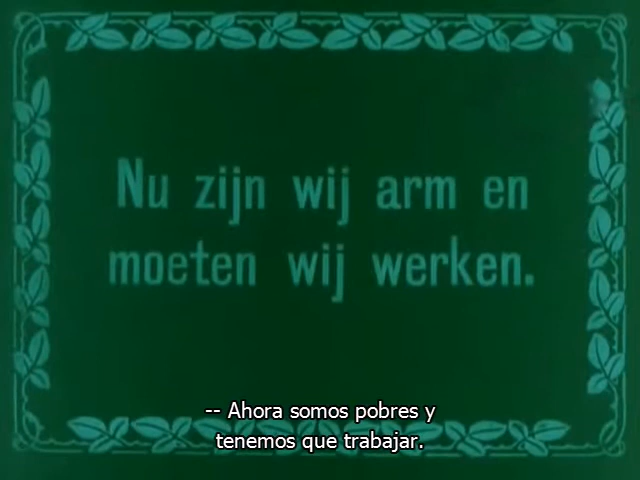 Nu zijn wij arm en
moeten wij werken.
-- Ahora somos pobres y
tenemos que trabajar.